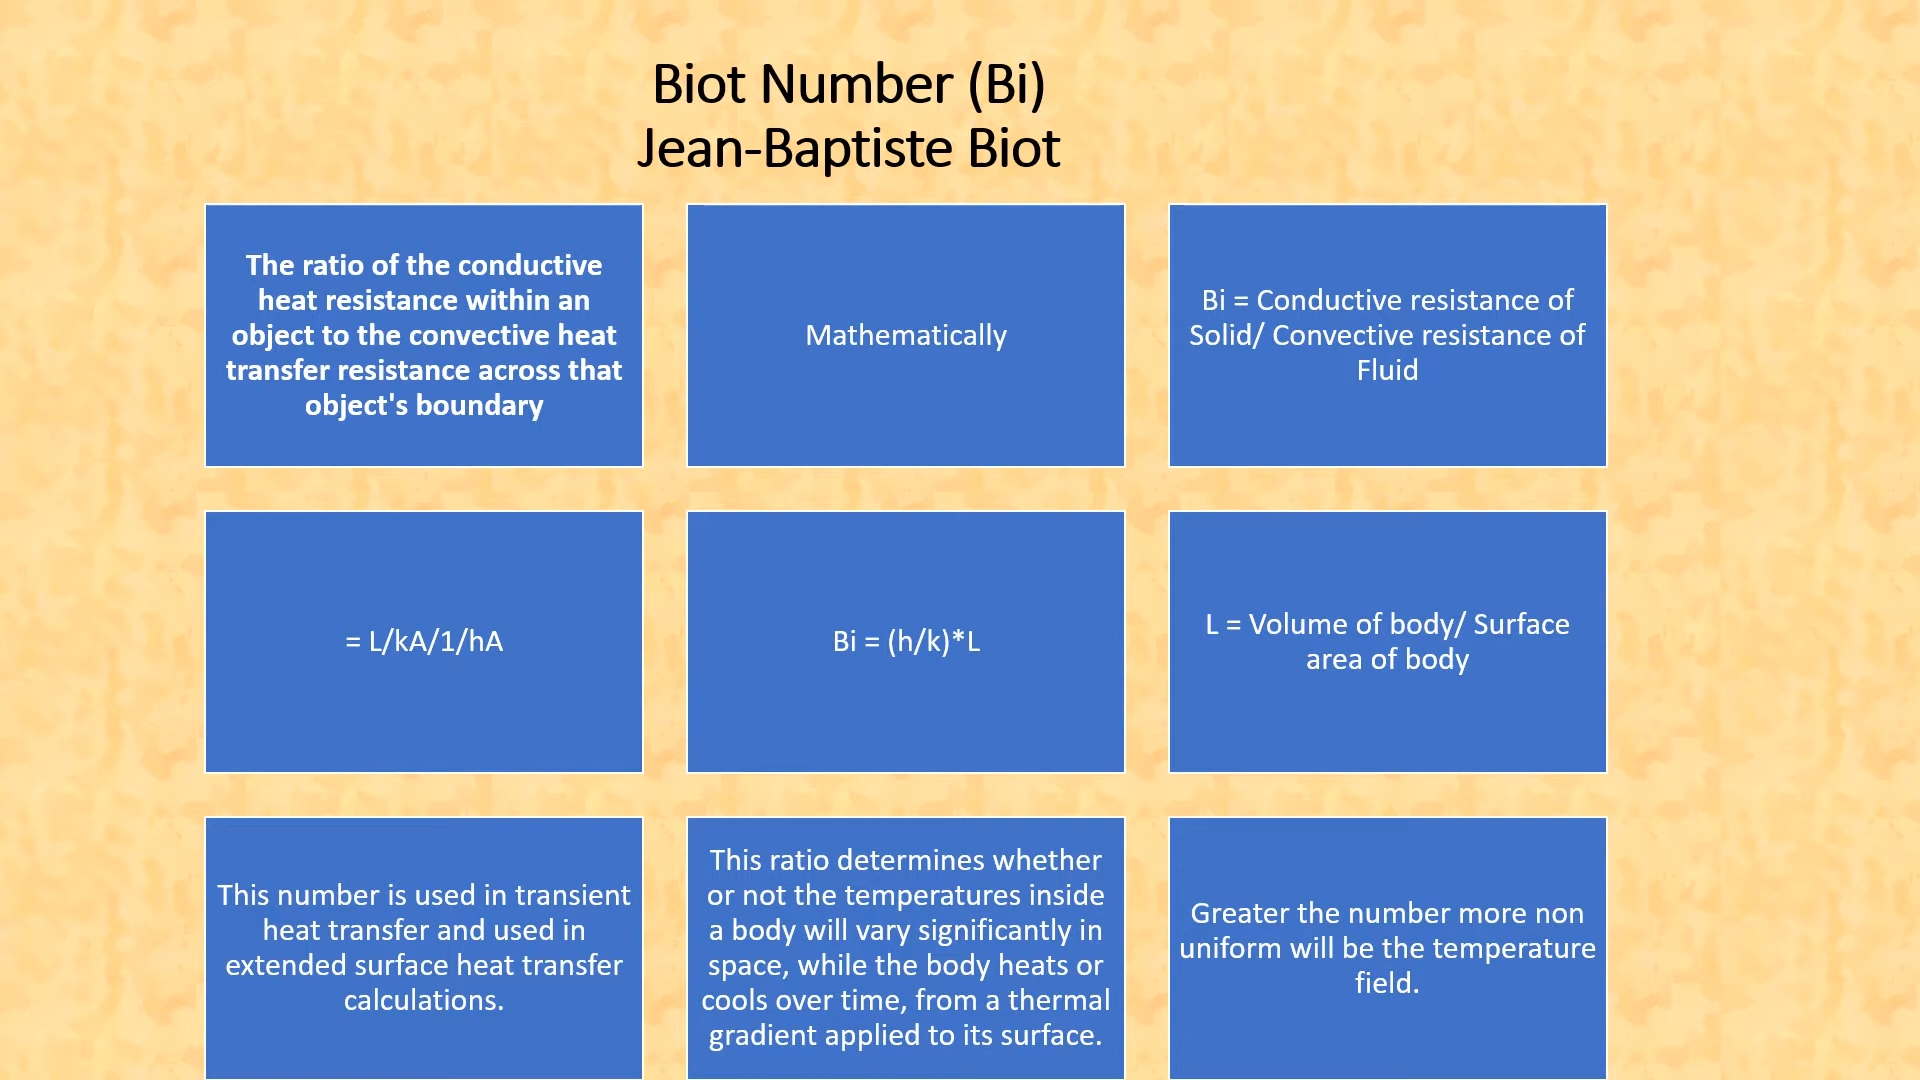 Biot Number (Bi)
Jean-Baptiste Biot
The ratio of the conductive
heat resistance within an
object to the convective heat
transfer resistance across that
object's boundary
Mathematically
Bi = Conductive resistance of
Solid/ Convective resistance of
Fluid
= L/kA/1/hA
Bi = (h/k)*L
L = Volume of body/ Surface
area of body
This number is used in transient
heat transfer and used in
extended surface heat transfer
calculations.
This ratio determines whether
or not the temperatures inside
a body will vary significantly in
space, while the body heats or
cools over time, from a thermal
gradient applied to its surface.
Greater the number more non
uniform will be the temperature
field.